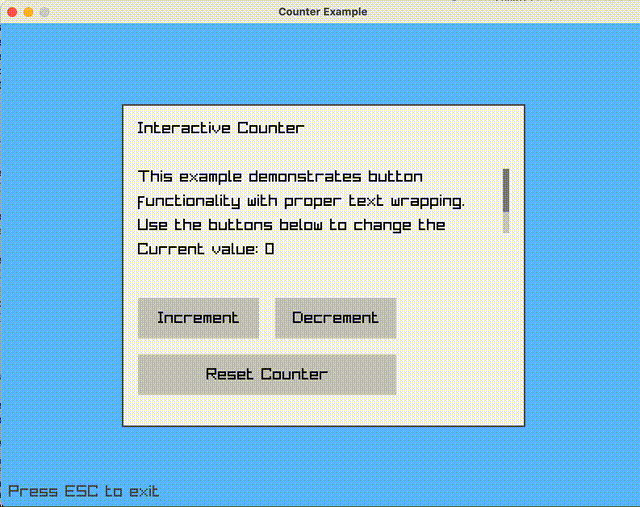 Counter Example
Interactive Counter
This example demonstrates button
functionality with proper text wrapping.
Use the buttons below to change the
Current value: 0
Increment
Decrement
Reset Counter
Press ESC to exit